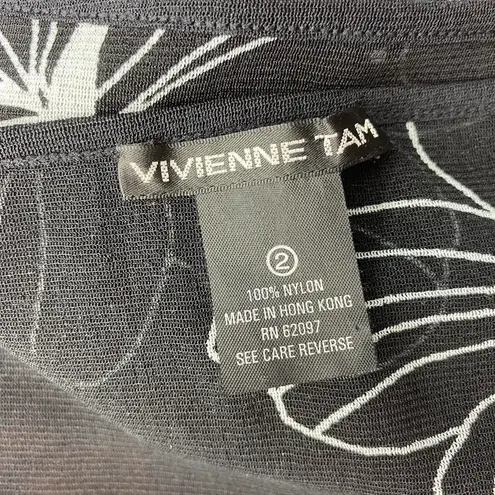 VIVIENNE TAM
2
100% NYLON
MADE IN HONG KONG
RN 62097
SEE CARE REVERSE